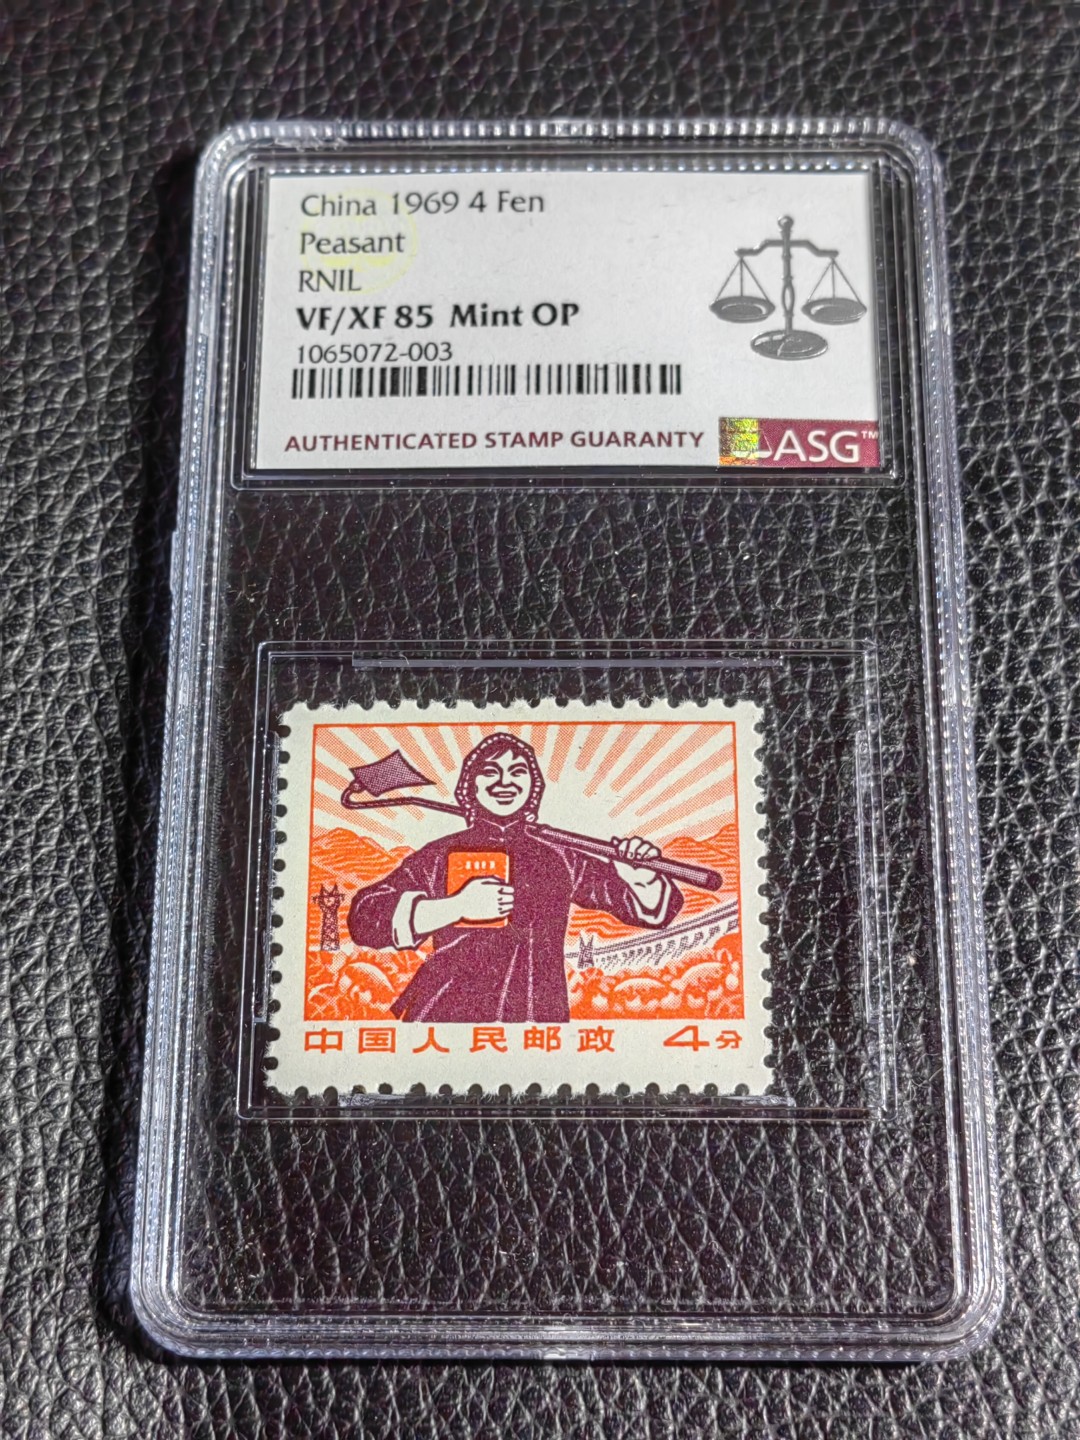 China 1969 4 Fen
Peasant
RNIL
VF/XF 85 Mint OP
1065072-003
AUTHENTICATED STAMP GUARANTY
ASG™
中国人民邮政 4分